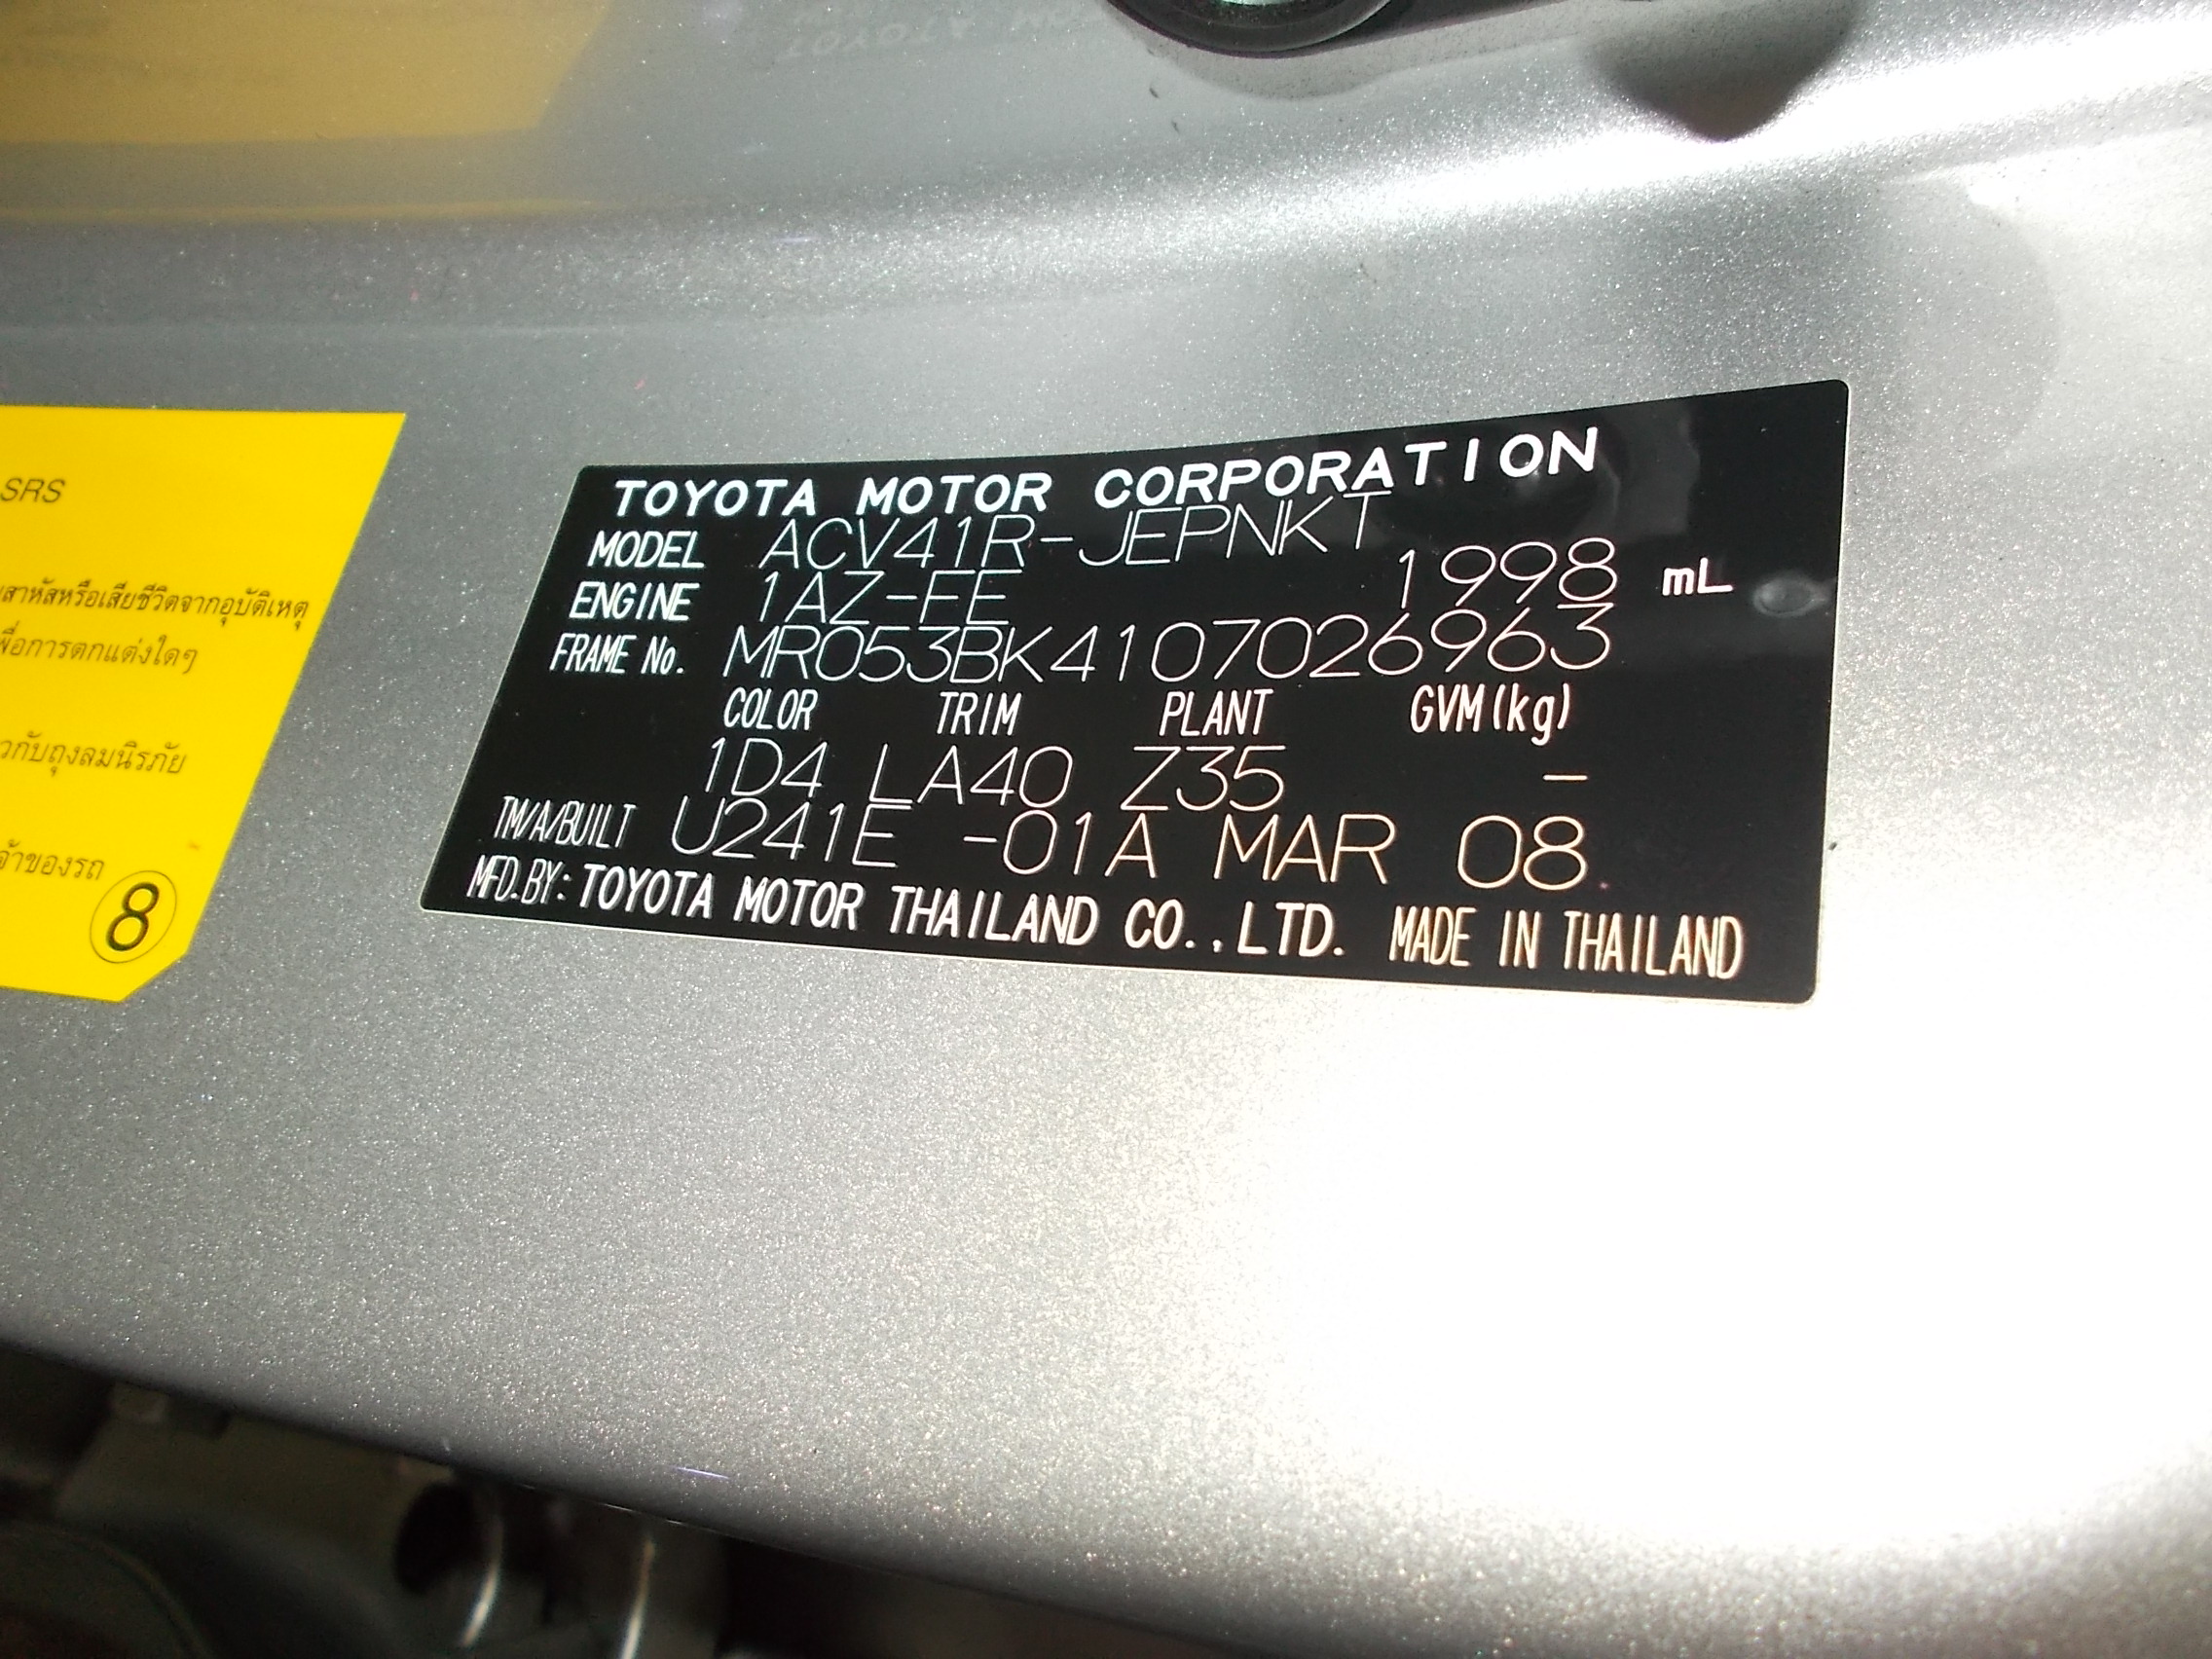 SRS
สาหัสหรือเสียชีวิตจากอุบัติเหตุ
เพื่อการตกแต่งใดๆ
วกับถุงลมนิรภัย
จ้าของรถ
8
TOYOTA MOTOR CORPORATION
MODEL ACV41R-JEPNKT
ENGINE 1AZ-FE 1998 mL
FRAME No. MR053BK4107026963
COLOR TRIM PLANT GVM(kg)
1D4 LA40 Z35 -
TM/A/BUILT U241E -01A MAR 08
MFD.BY: TOYOTA MOTOR THAILAND CO.,LTD. MADE IN THAILAND